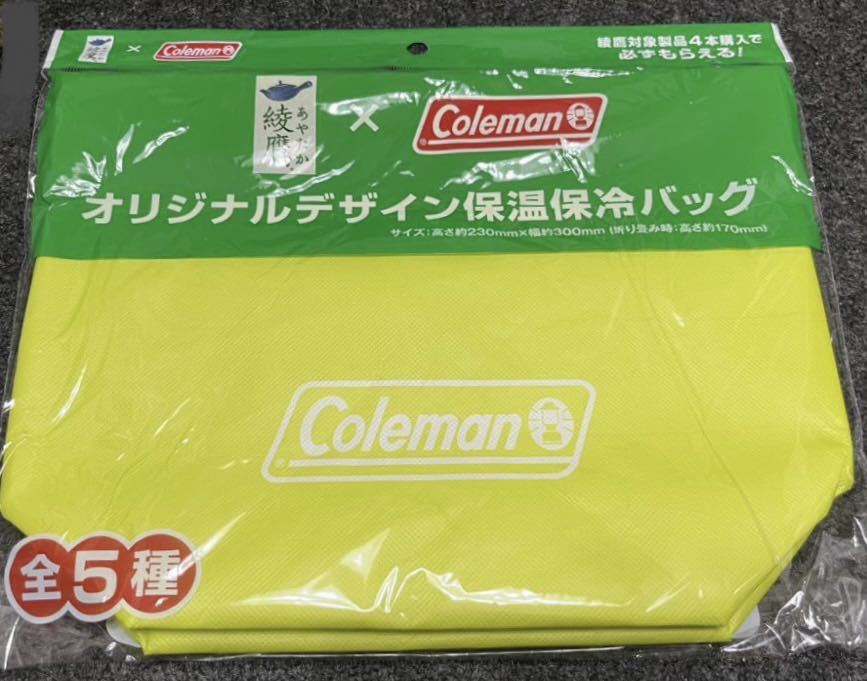 綾鷹 × Coleman
綾鷹対象製品4本購入で
必ずもらえる!
綾鷹 あやたか × Coleman
オリジナルデザイン保温保冷バッグ
サイズ:高さ約230mm×幅約300mm (折り畳み時:高さ約170mm)
Coleman
全5種